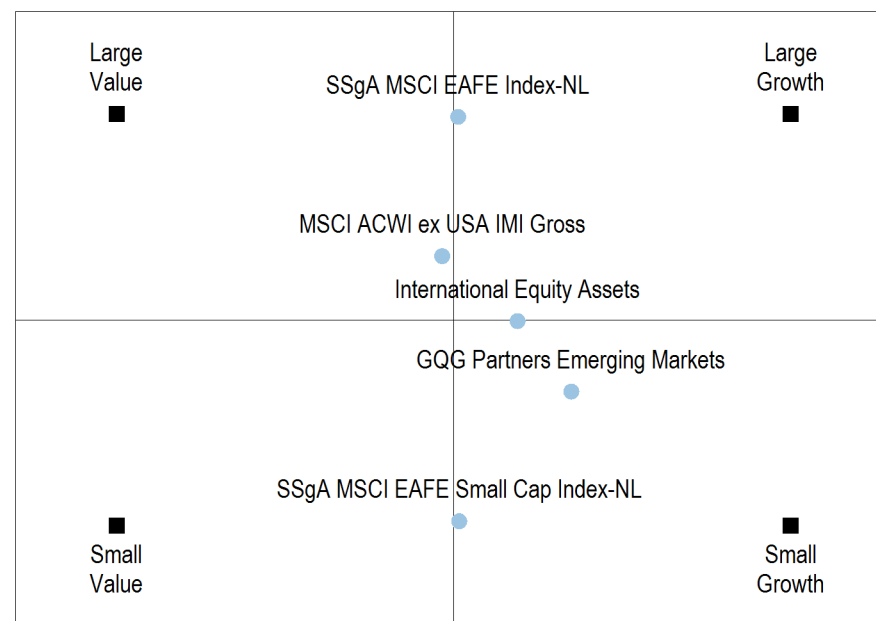 Large
Value
SSgA MSCI EAFE Index-NL
Large
Growth
MSCI ACWI ex USA IMI Gross
International Equity Assets
GQG Partners Emerging Markets
SSgA MSCI EAFE Small Cap Index-NL
Small
Value
Small
Growth